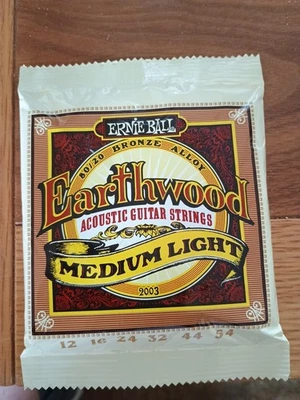 ERNIE BALL
80/20 BRONZE ALLOY
Earthwood
ACOUSTIC GUITAR STRINGS
MEDIUM LIGHT
2003
12 16 24 32 44 54